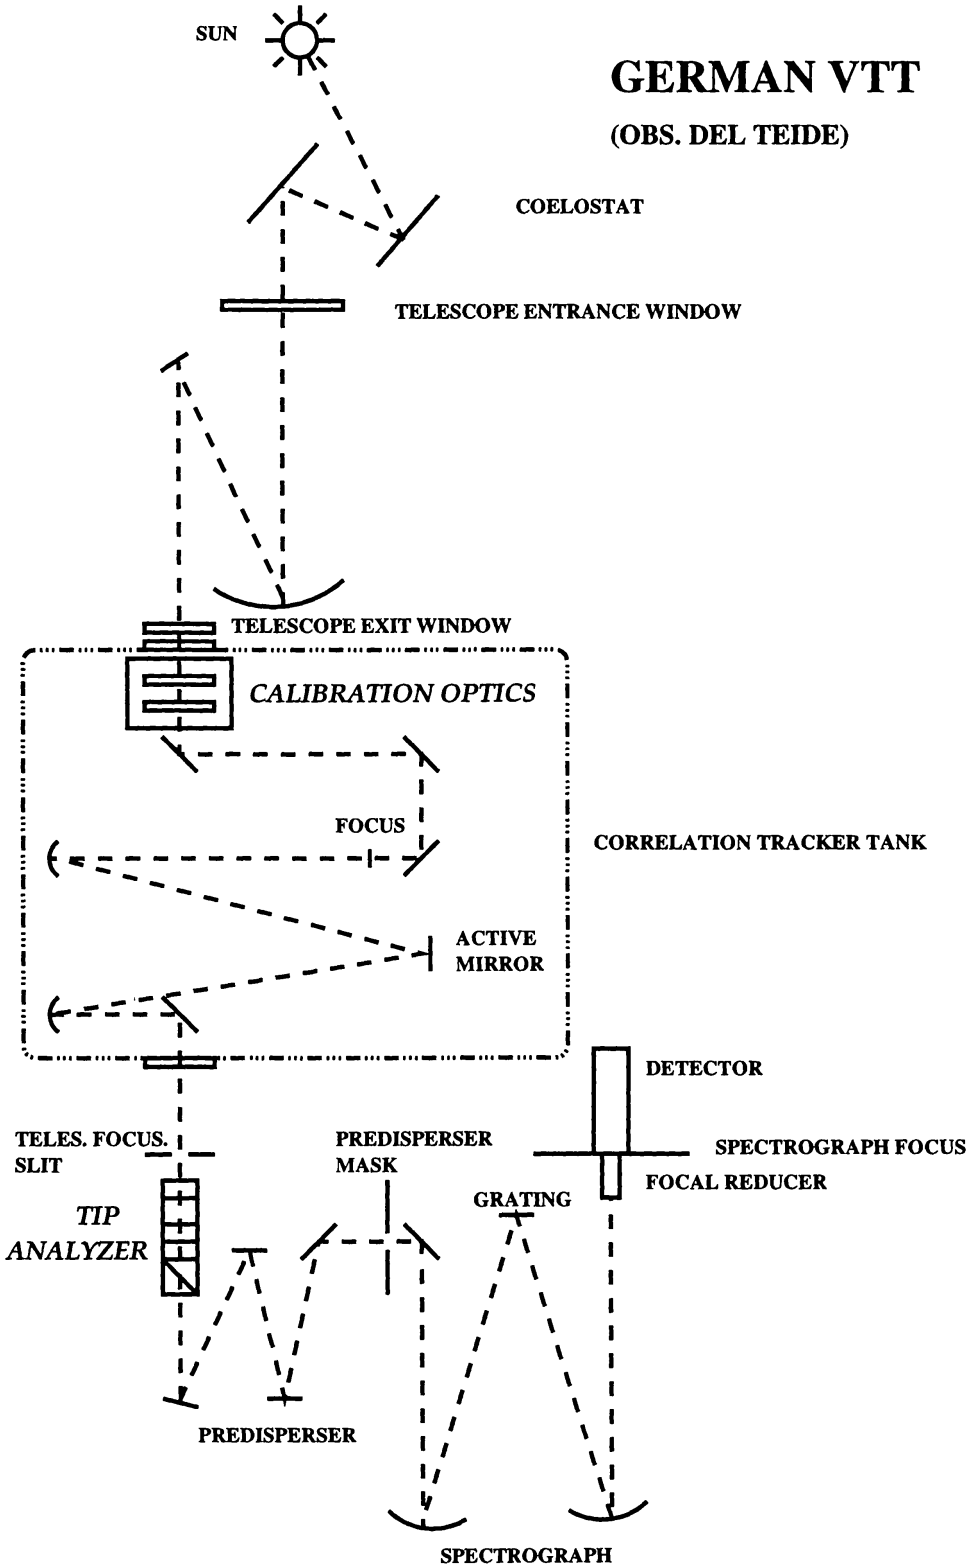 SUN
GERMAN VTT
(OBS. DEL TEIDE)
COELOSTAT
TELESCOPE ENTRANCE WINDOW
TELESCOPE EXIT WINDOW
CALIBRATION OPTICS
FOCUS
CORRELATION TRACKER TANK
ACTIVE
MIRROR
DETECTOR
TELES. FOCUS.
SLIT
PREDISPERSER
MASK
SPECTROGRAPH FOCUS
FOCAL REDUCER
GRATING
TIP
ANALYZER
PREDISPERSER
SPECTROGRAPH